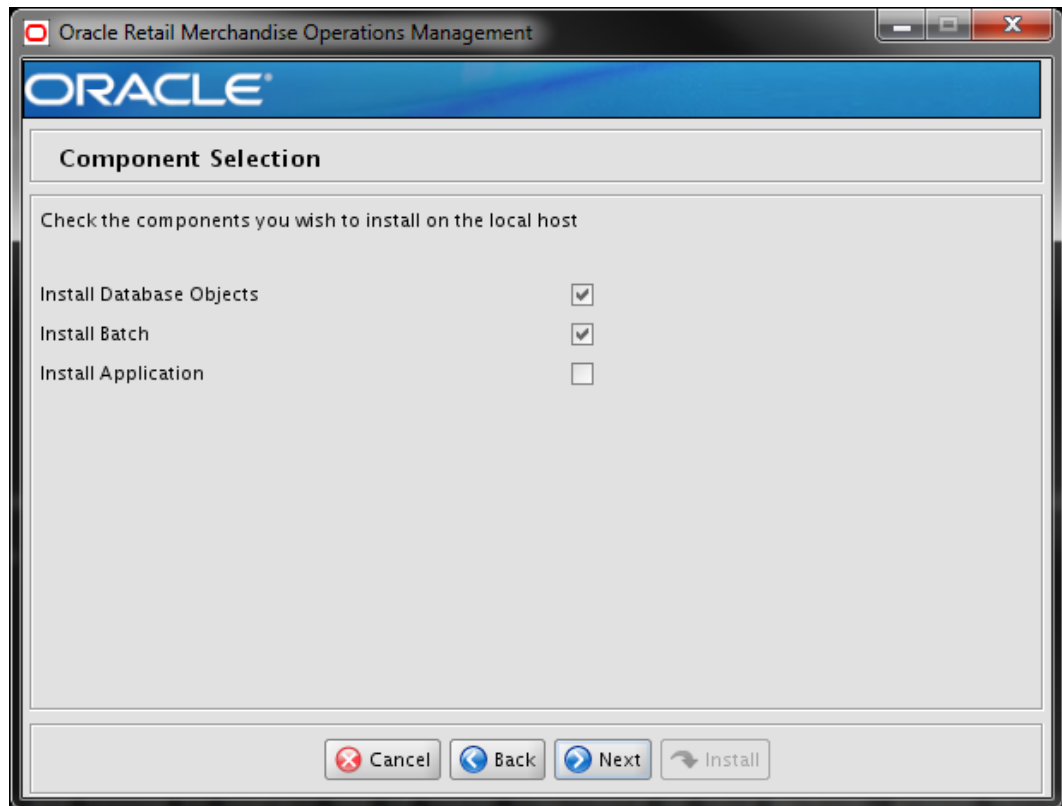 Oracle Retail Merchandise Operations Management
ORACLE®
Component Selection
Check the components you wish to install on the local host
Install Database Objects
Install Batch
Install Application
Cancel Back Next Install